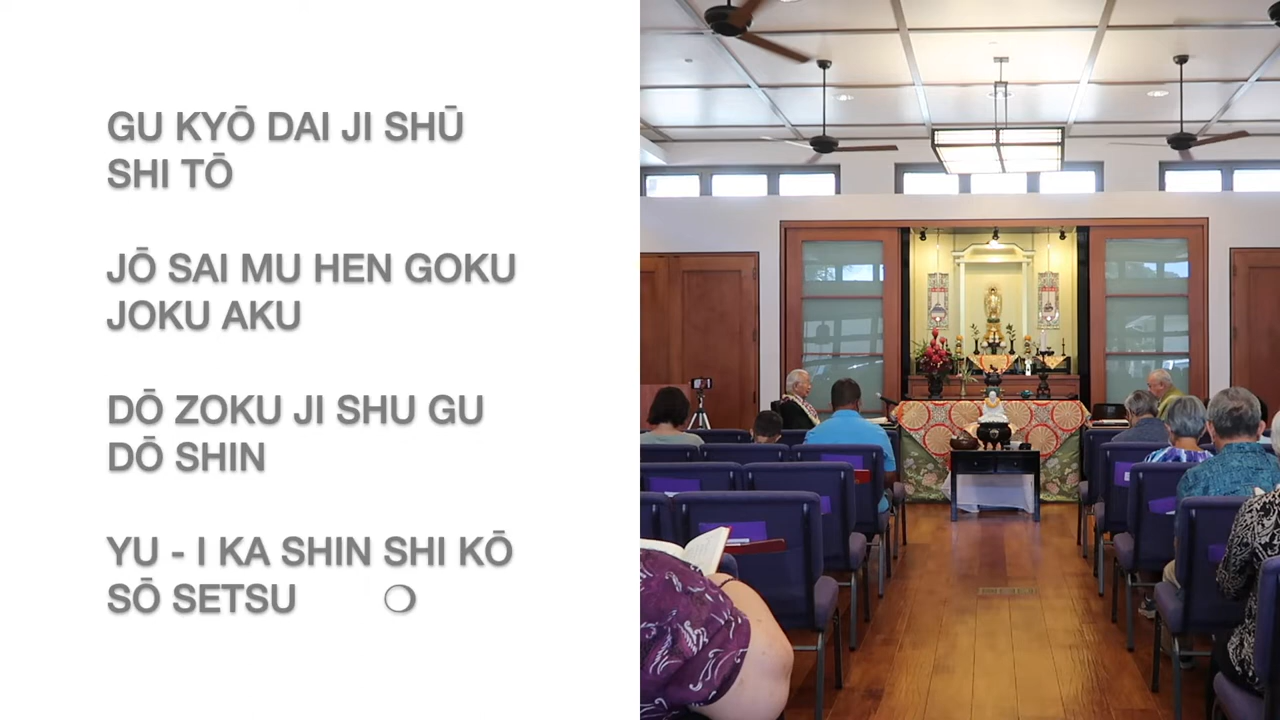 GU KYŌ DAI JI SHŪ
SHI TŌ
JŌ SAI MU HEN GOKU
JOKU AKU
DŌ ZOKU JI SHU GU
DŌ SHIN
YU - I KA SHIN SHI KŌ
SŌ SETSU ❍